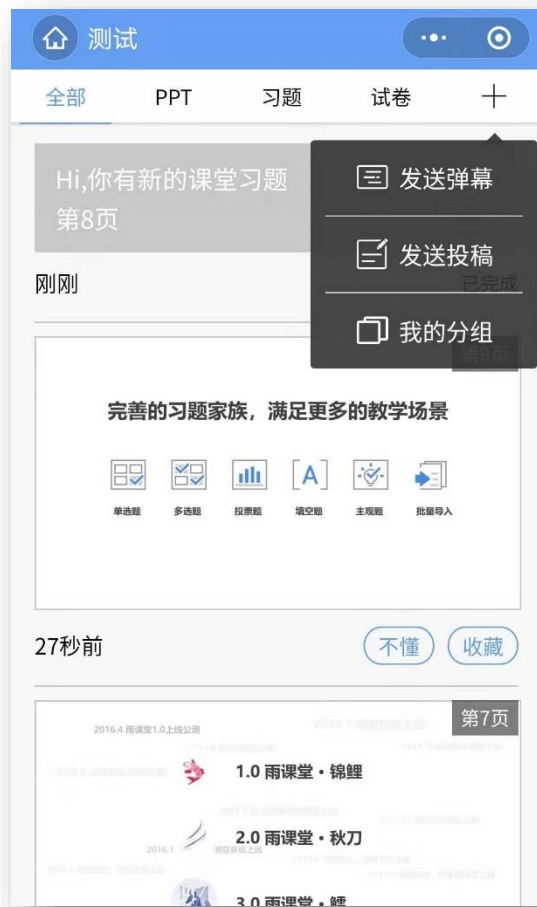 测试
全部 PPT 习题 试卷
Hi,你有新的课堂习题
第8页
发送弹幕
发送投稿
我的分组
刚刚
已完成
第9页
完善的习题家族，满足更多的教学场景
单选题 多选题 投票题 填空题 主观题 批量导入
27秒前
不懂 收藏
第7页
2016.4 雨课堂1.0上线公测
1.0 雨课堂·锦鲤
2.0 雨课堂·秋刀
3.0 雨课堂·鳕